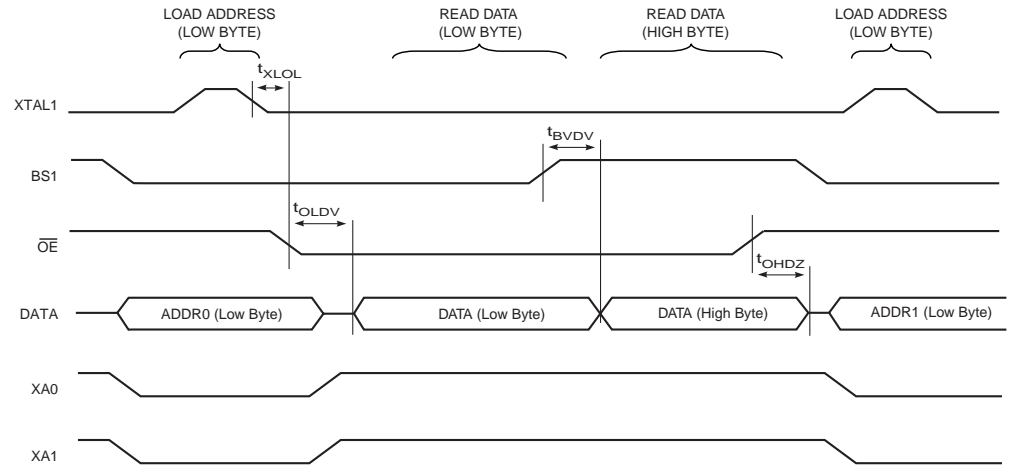 LOAD ADDRESS
(LOW BYTE)
READ DATA
(LOW BYTE)
READ DATA
(HIGH BYTE)
LOAD ADDRESS
(LOW BYTE)
tXLOL
XTAL1
tBVDV
BS1
tOLDV
OE
tOHDZ
DATA
ADDR0 (Low Byte)
DATA (Low Byte)
DATA (High Byte)
ADDR1 (Low Byte)
XA0
XA1